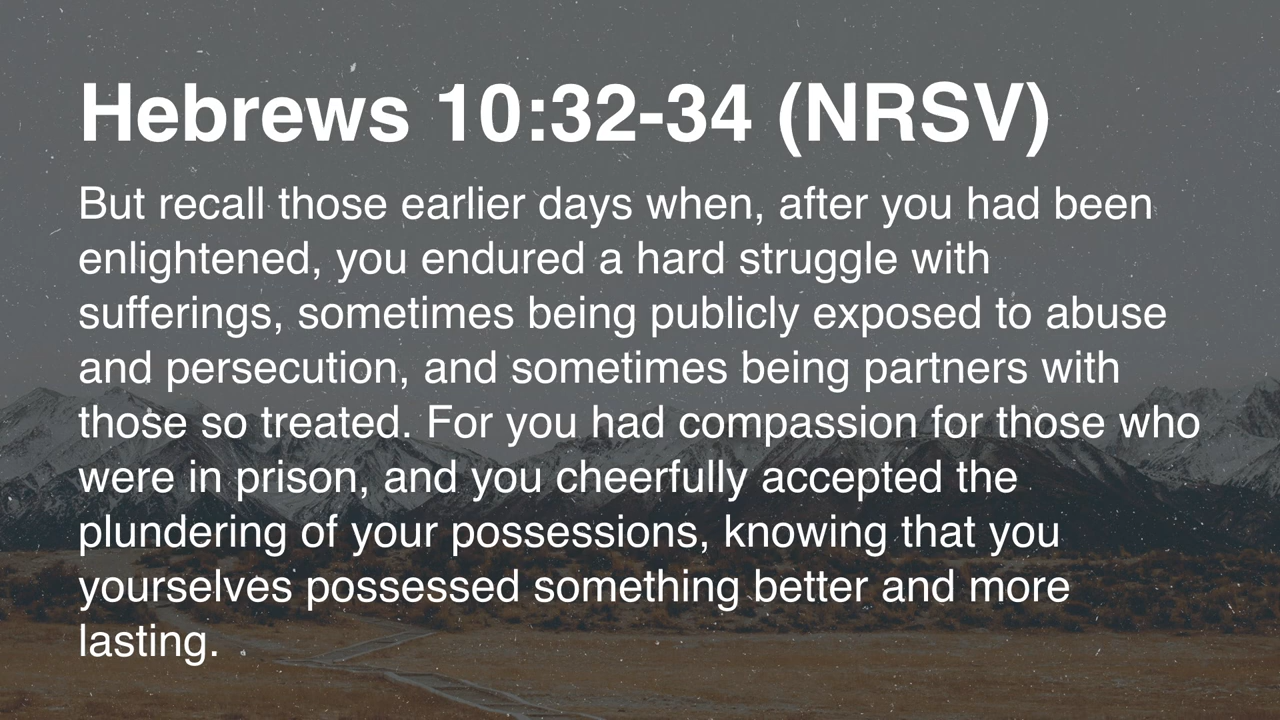 Hebrews 10:32-34 (NRSV)
But recall those earlier days when, after you had been
enlightened, you endured a hard struggle with
sufferings, sometimes being publicly exposed to abuse
and persecution, and sometimes being partners with
those so treated. For you had compassion for those who
were in prison, and you cheerfully accepted the
plundering of your possessions, knowing that you
yourselves possessed something better and more
lasting.